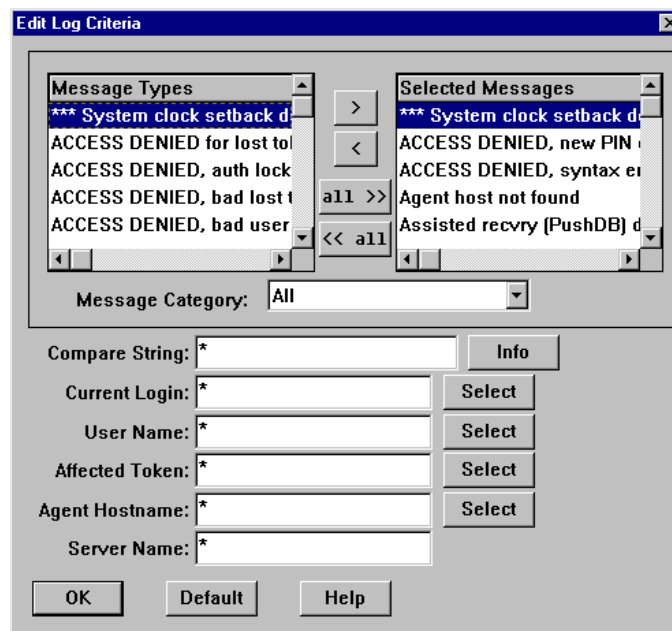 Edit Log Criteria
Message Types
*** System clock setback d
ACCESS DENIED for lost to
ACCESS DENIED, auth lock
ACCESS DENIED, bad lost t
ACCESS DENIED, bad user
>
<
all >>
<< all
Selected Messages
*** System clock setback d
ACCESS DENIED, new PIN
ACCESS DENIED, syntax e
Agent host not found
Assisted recvry (PushDB) d
Message Category: All
Compare String: * Info
Current Login: * Select
User Name: * Select
Affected Token: * Select
Agent Hostname: * Select
Server Name: *
OK Default Help